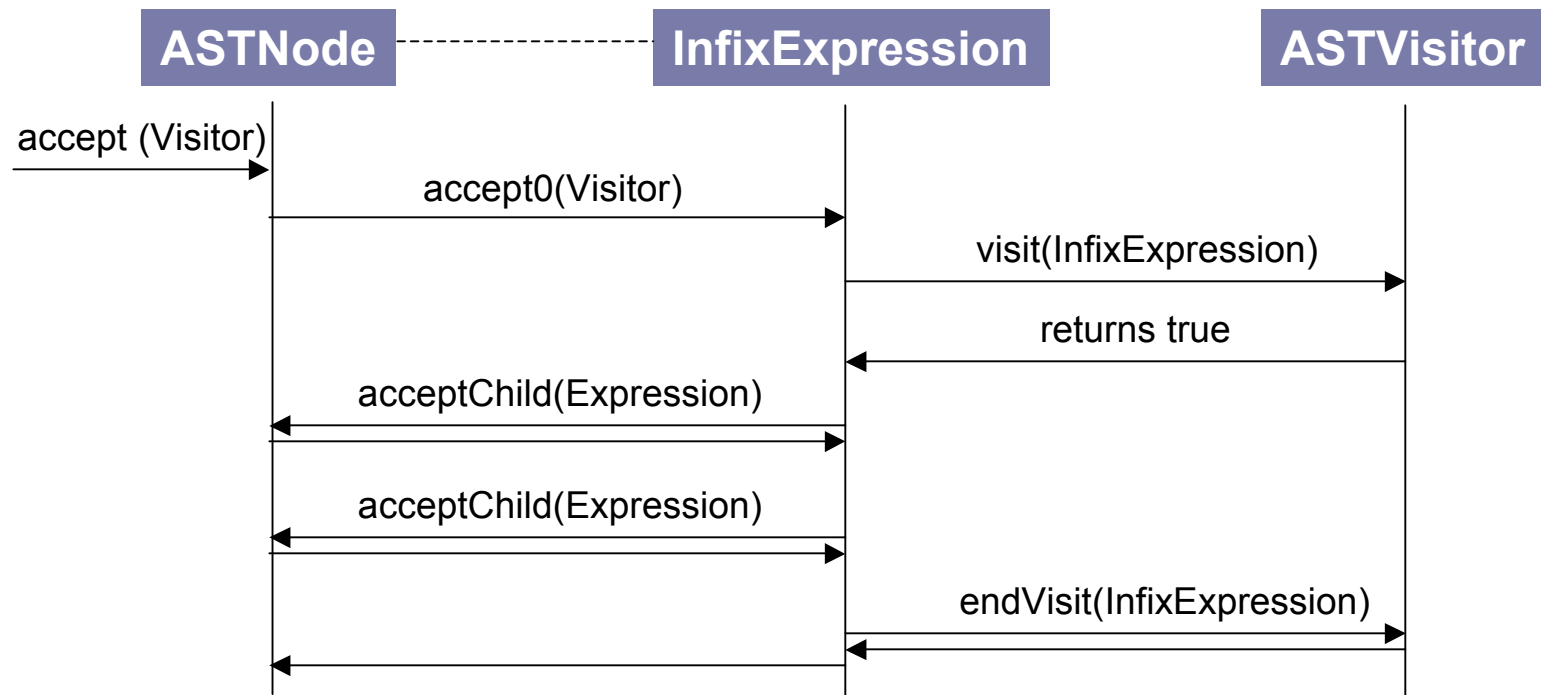 ASTNode
InfixExpression
ASTVisitor
accept (Visitor)
accept0(Visitor)
visit(InfixExpression)
returns true
acceptChild(Expression)
acceptChild(Expression)
endVisit(InfixExpression)